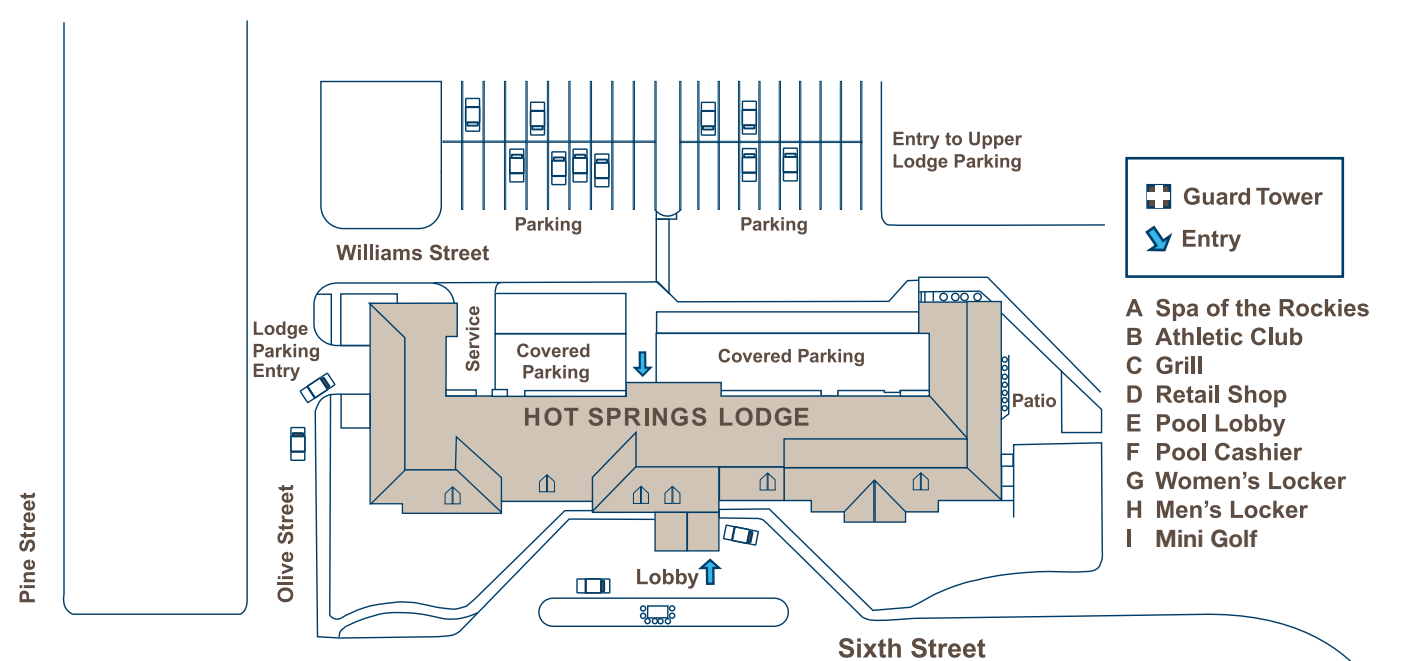 Entry to Upper
Lodge Parking
Parking
Parking
Williams Street
Guard Tower
Entry
A Spa of the Rockies
B Athletic Club
C Grill
D Retail Shop
E Pool Lobby
F Pool Cashier
G Women's Locker
H Men's Locker
I Mini Golf
Lodge
Parking
Entry
Service
Covered
Parking
Covered Parking
HOT SPRINGS LODGE
Patio
Pine Street
Olive Street
Lobby
Sixth Street